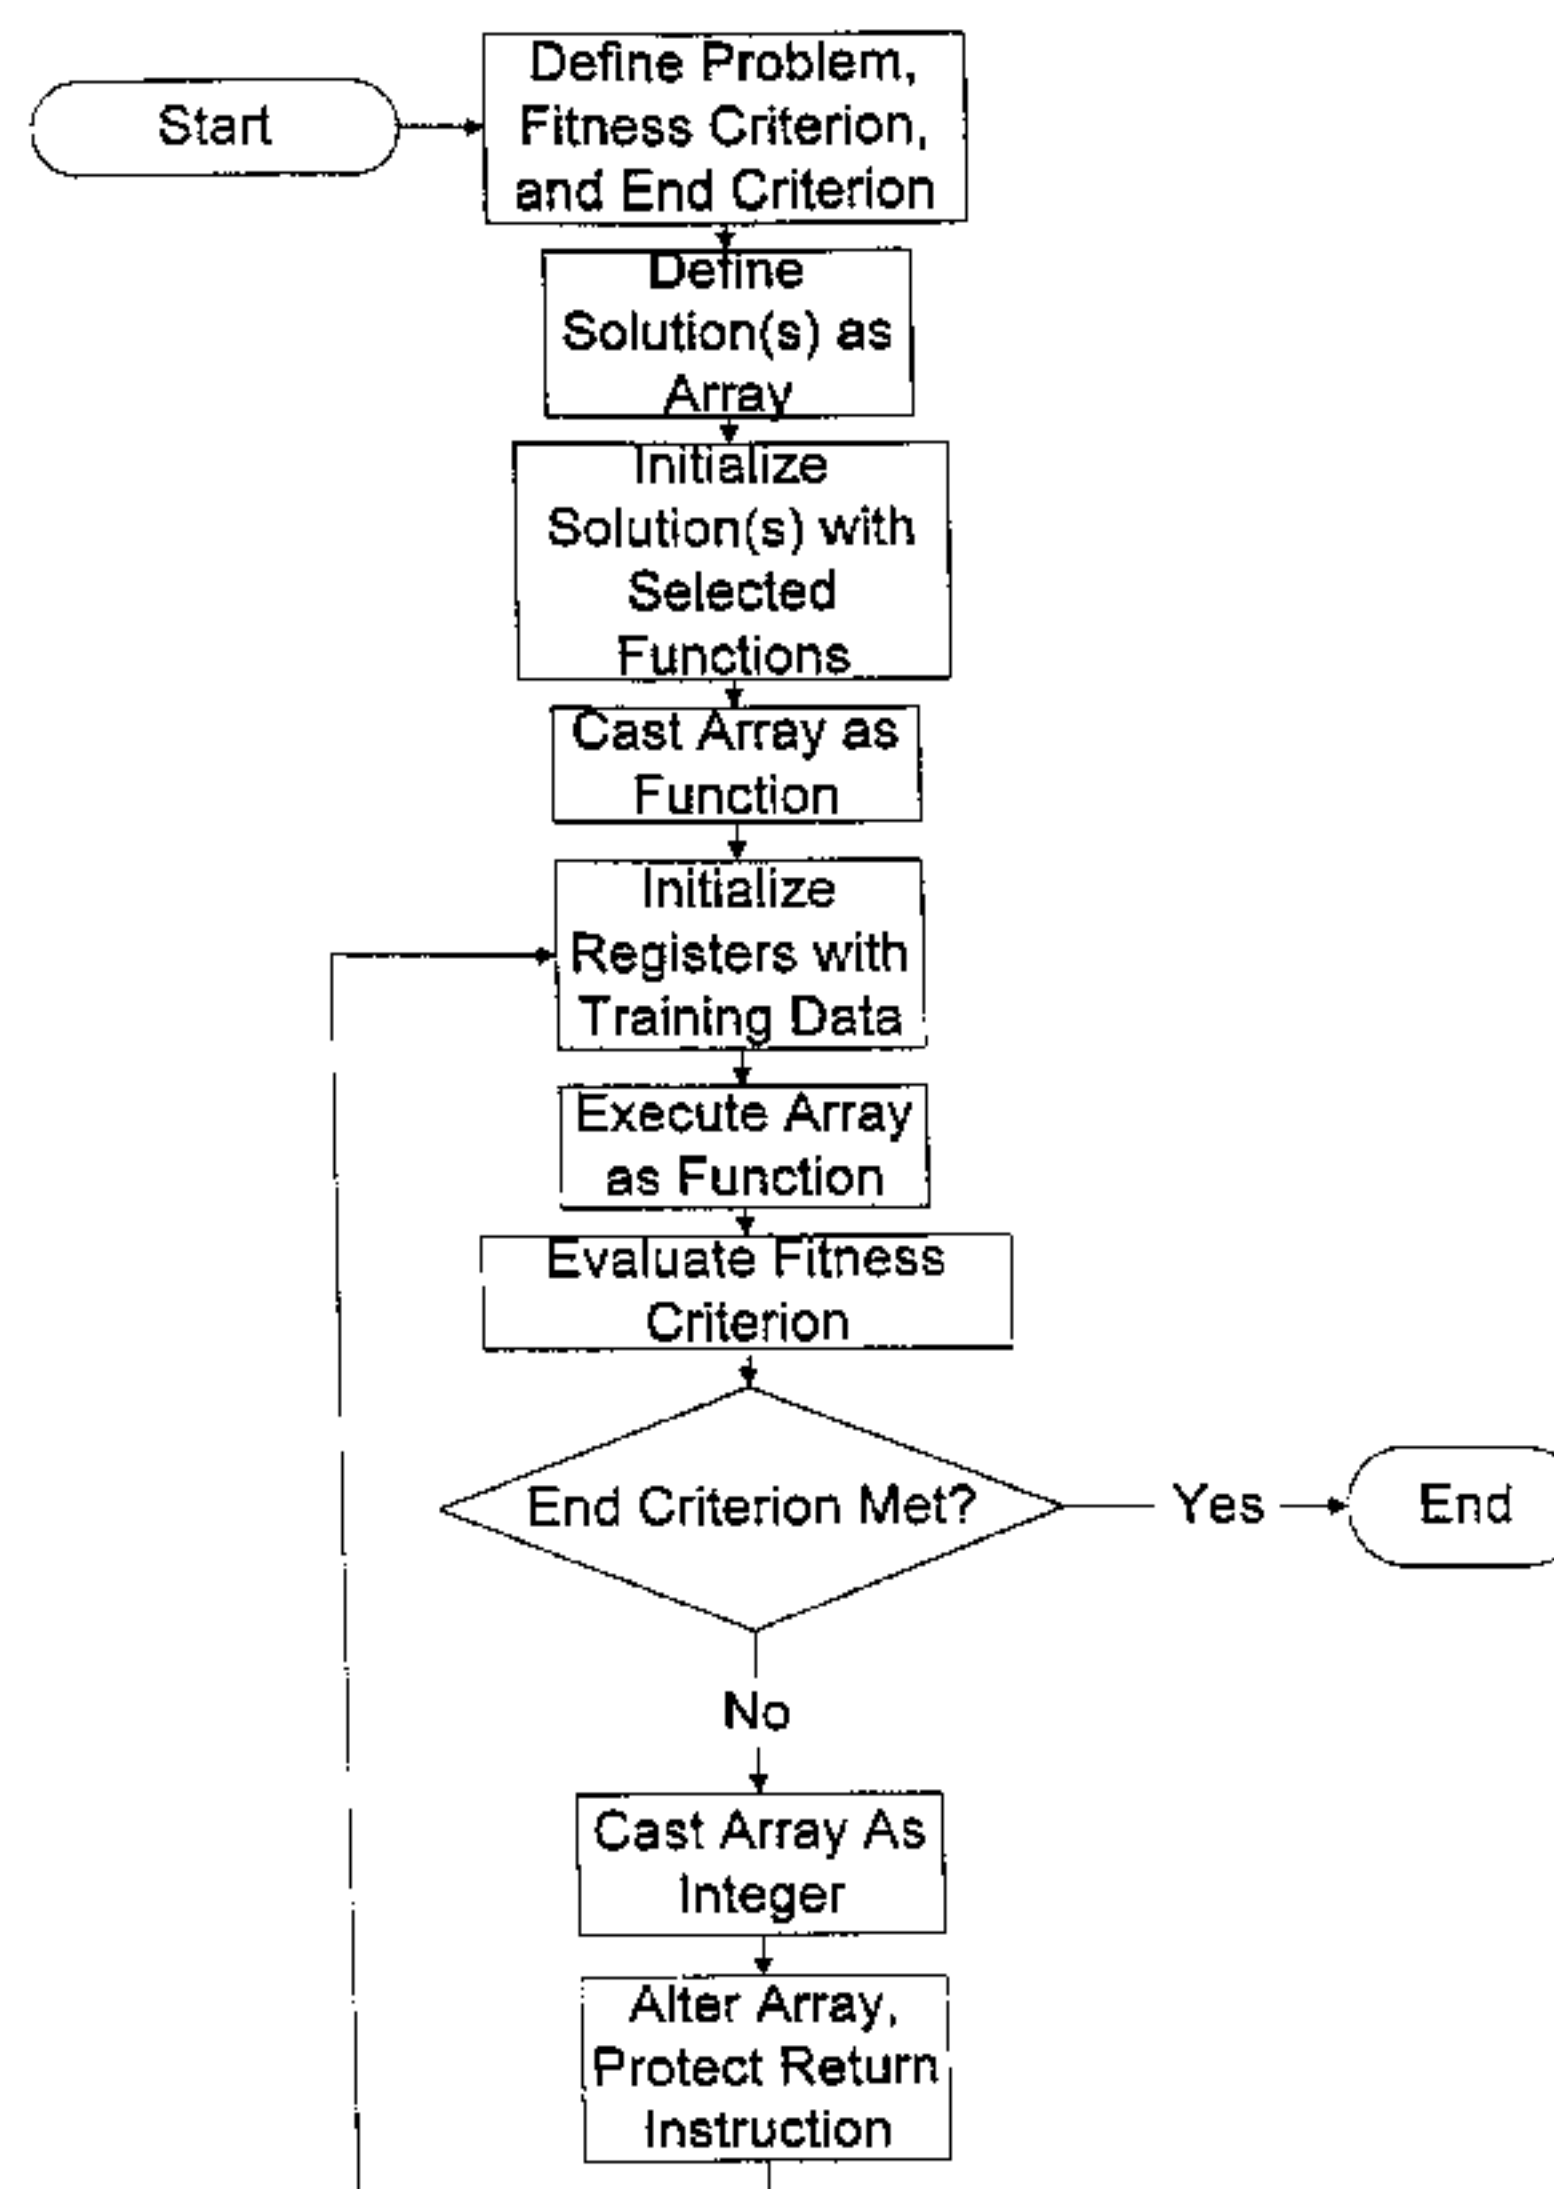 Start
Define Problem,
Fitness Criterion,
and End Criterion
Define
Solution(s) as
Array
Initialize
Solution(s) with
Selected
Functions
Cast Array as
Function
Initialize
Registers with
Training Data
Execute Array
as Function
Evaluate Fitness
Criterion
End Criterion Met?
Yes
End
No
Cast Array As
Integer
Alter Array,
Protect Return
Instruction